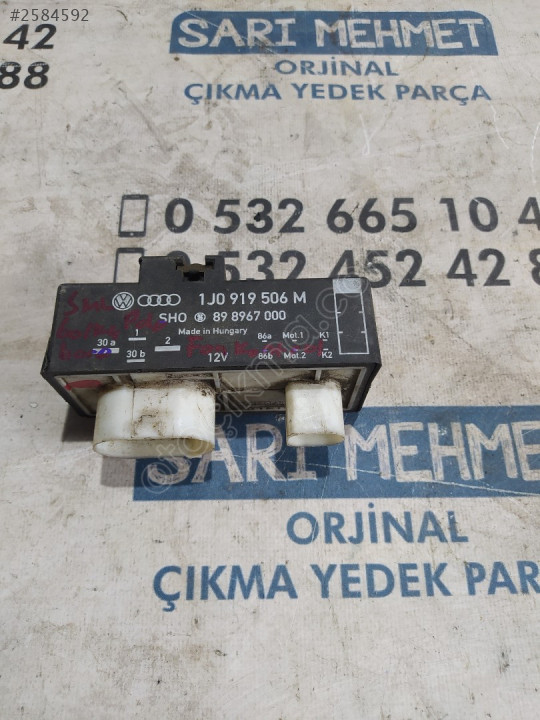 #2584592
42
88
SARI MEHMET
ORJİNAL
ÇIKMA YEDEK PARÇA
0 532 665 10 4
0 532 452 42 8
1J0 919 506 M
SHO S 89 8967 000
Made in Hungary
30 a 1 2 30 b
12V
86a Mot.1 K1
86b Mot.2 K2
SARI MEHMET
ORJİNAL
ÇIKMA YEDEK PAR